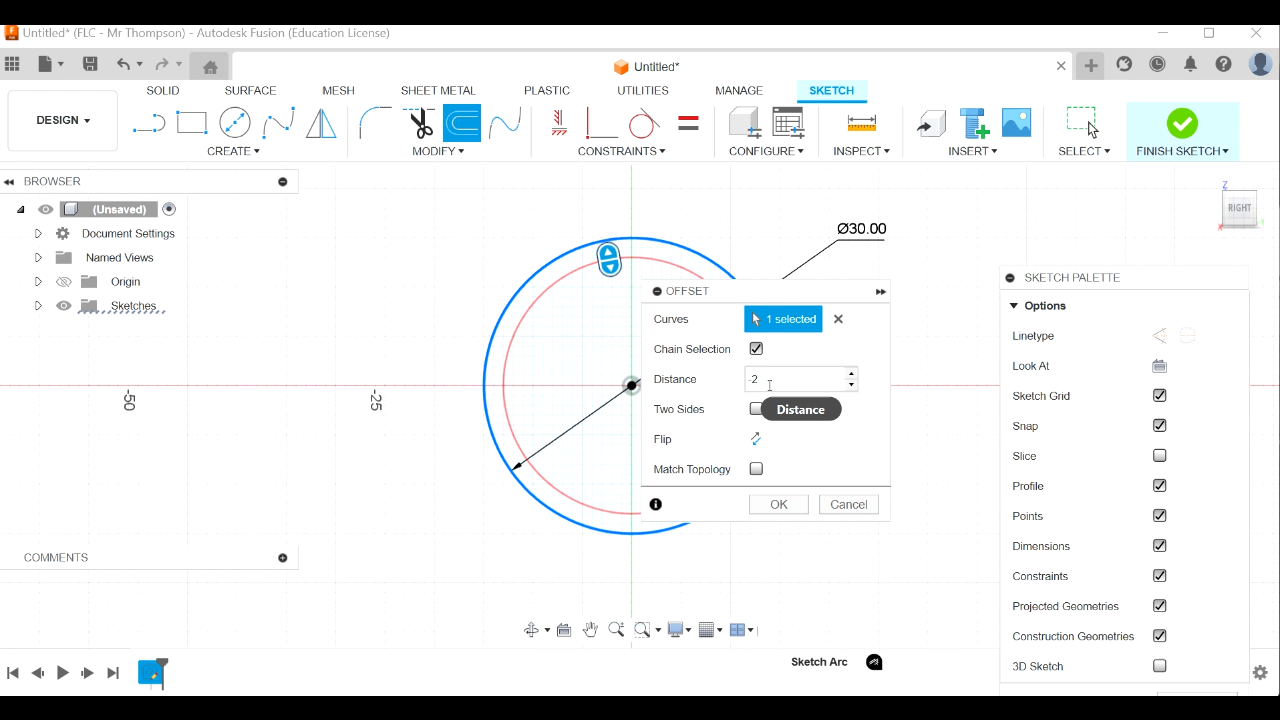 Untitled* (FLC - Mr Thompson) - Autodesk Fusion (Education License)
Untitled*
SOLID SURFACE MESH SHEET METAL PLASTIC UTILITIES MANAGE SKETCH
DESIGN
CREATE MODIFY CONSTRAINTS CONFIGURE INSPECT INSERT SELECT FINISH SKETCH
BROWSER
(Unsaved)
Document Settings
Named Views
Origin
Sketches
COMMENTS
Ø30.00
-50
-25
Z
RIGHT
X
OFFSET
Curves 1 selected
Chain Selection
Distance -2
Two Sides
Distance
Flip
Match Topology
OK Cancel
SKETCH PALETTE
Options
Linetype
Look At
Sketch Grid
Snap
Slice
Profile
Points
Dimensions
Constraints
Projected Geometries
Construction Geometries
3D Sketch
Sketch Arc